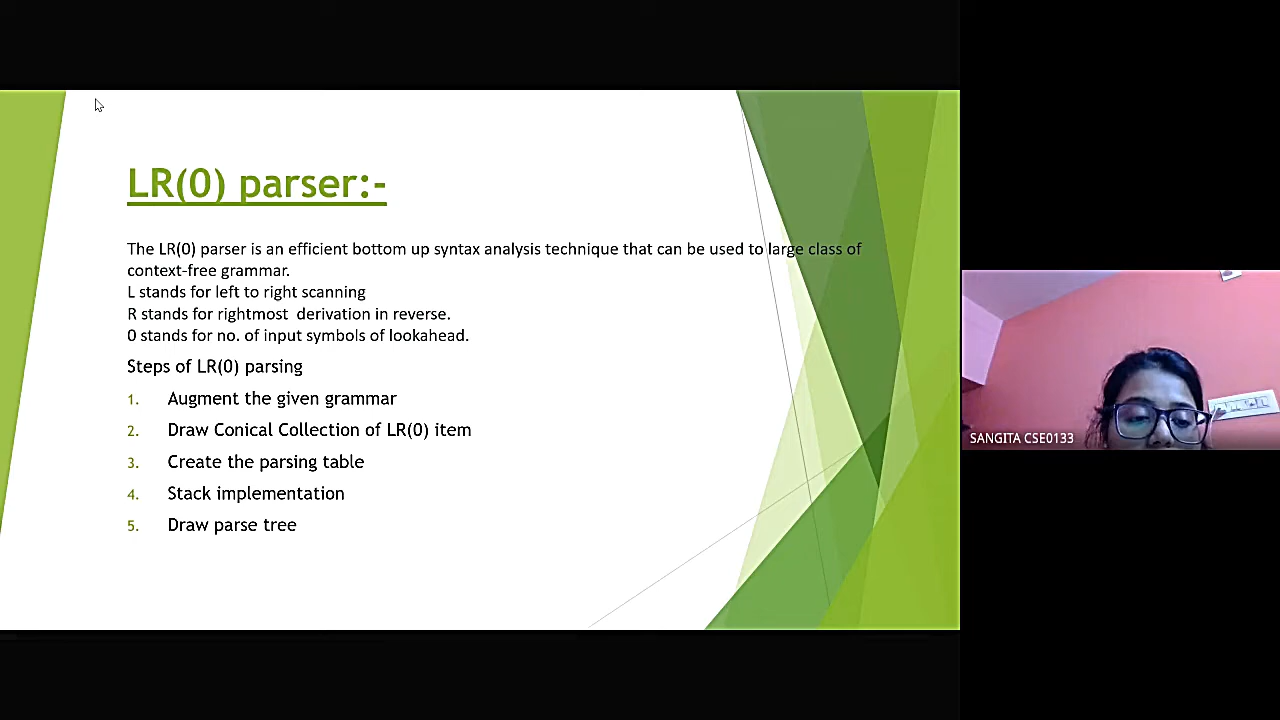 LR(0) parser:-
The LR(0) parser is an efficient bottom up syntax analysis technique that can be used to large class of
context-free grammar.
L stands for left to right scanning
R stands for rightmost derivation in reverse.
0 stands for no. of input symbols of lookahead.
Steps of LR(0) parsing
1. Augment the given grammar
2. Draw Conical Collection of LR(0) item
3. Create the parsing table
4. Stack implementation
5. Draw parse tree
SANGITA CSE0133